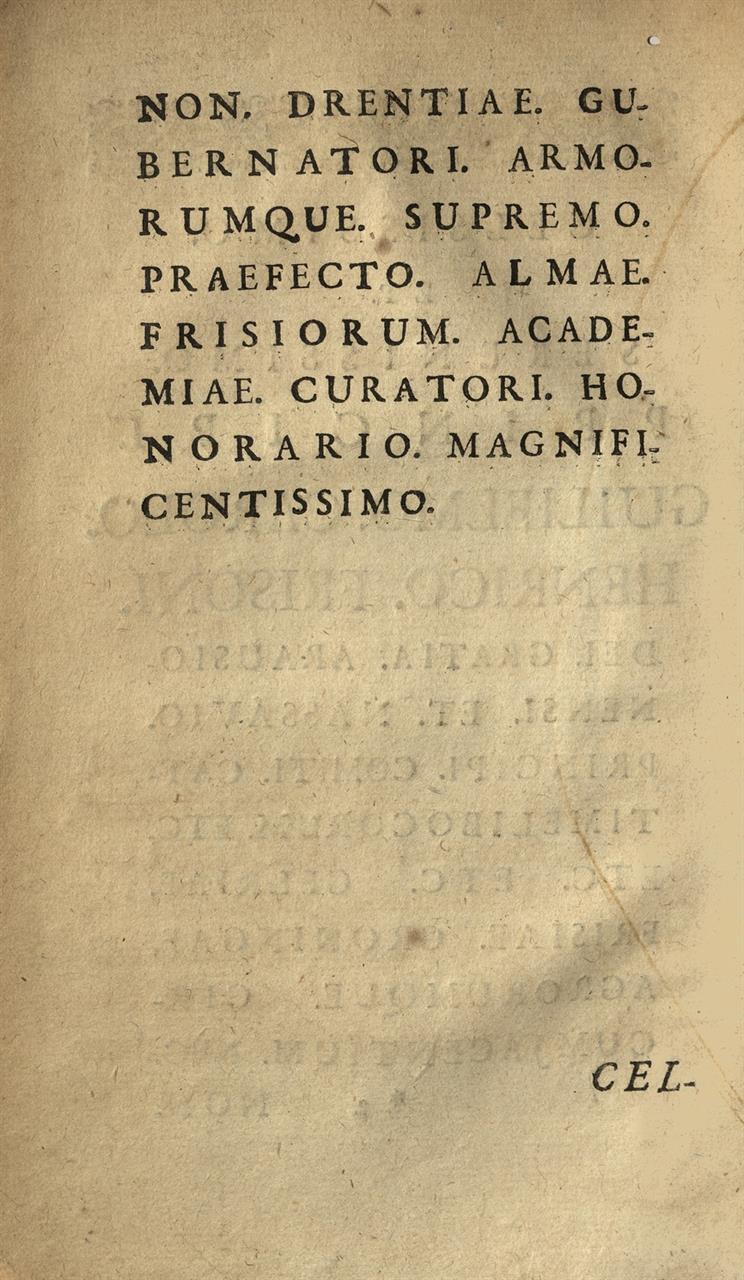 NON. DRENTIAE. GU-
BERNATORI. ARMO-
RUMQUE. SUPREMO.
PRAEFECTO. ALMAE.
FRISIORUM. ACADE-
MIAE. CURATORI. HO-
NORARIO. MAGNIFI-
CENTISSIMO.
CEL-